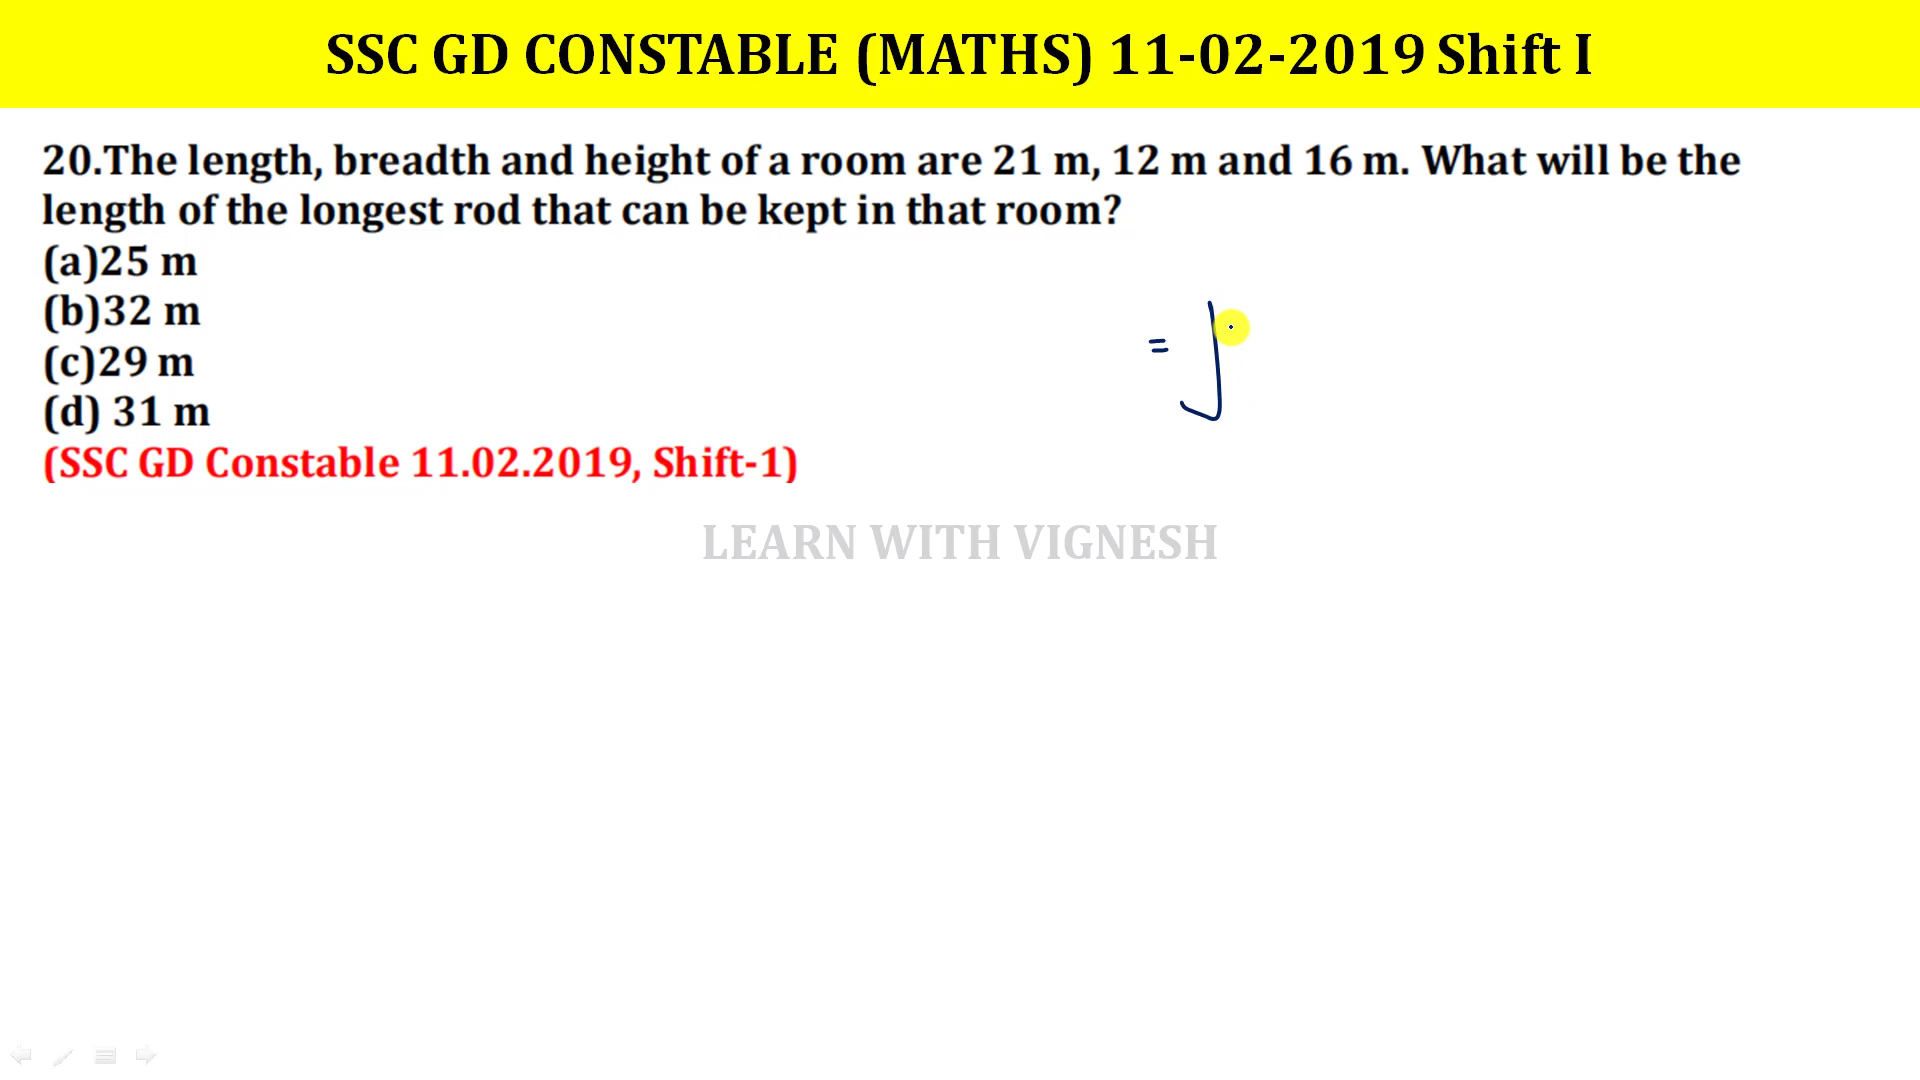 SSC GD CONSTABLE (MATHS) 11-02-2019 Shift I
20.The length, breadth and height of a room are 21 m, 12 m and 16 m. What will be the
length of the longest rod that can be kept in that room?
(a)25 m
(b)32 m
=
(c)29 m
(d) 31 m
(SSC GD Constable 11.02.2019, Shift-1)
LEARN WITH VIGNESH